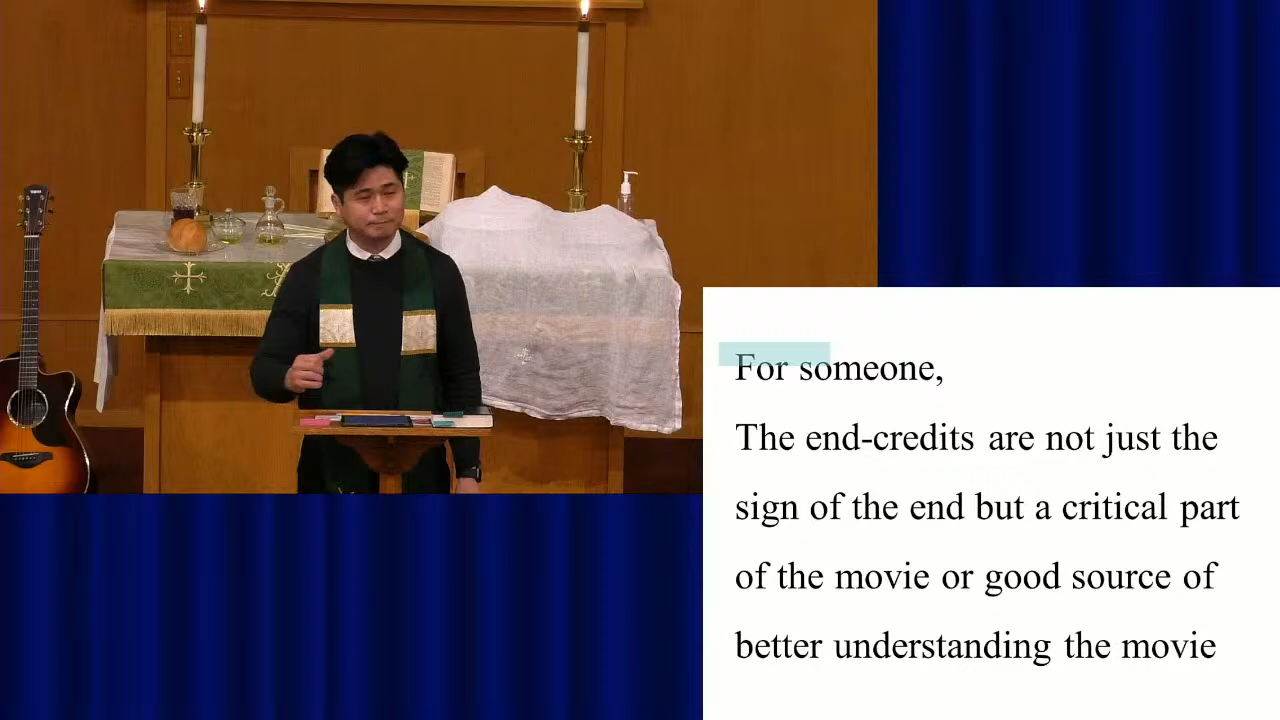 For someone,
The end-credits are not just the
sign of the end but a critical part
of the movie or good source of
better understanding the movie